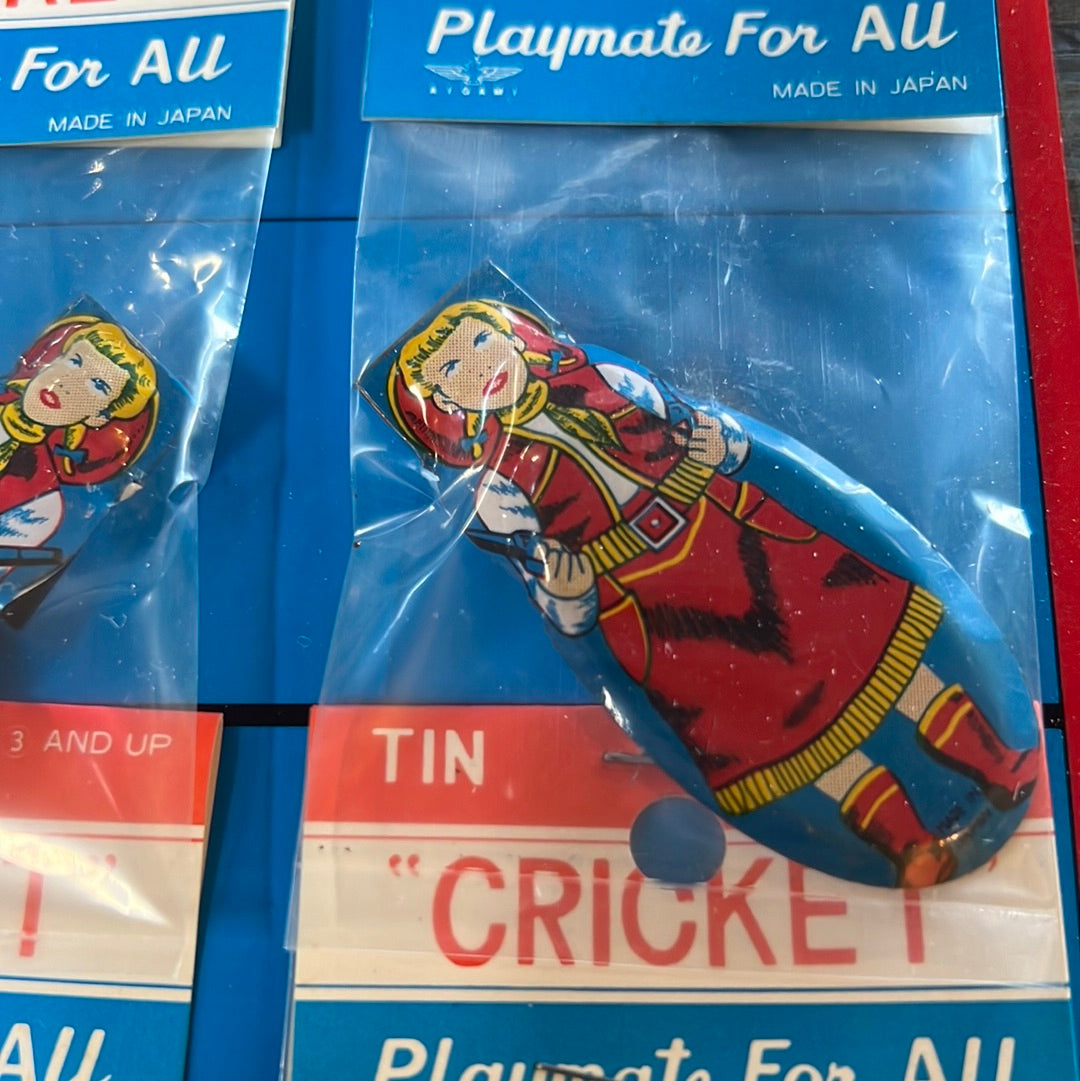 For All
MADE IN JAPAN
Playmate For All
MADE IN JAPAN
3 AND UP
TIN
"CRICKET"
All
Playmate For All